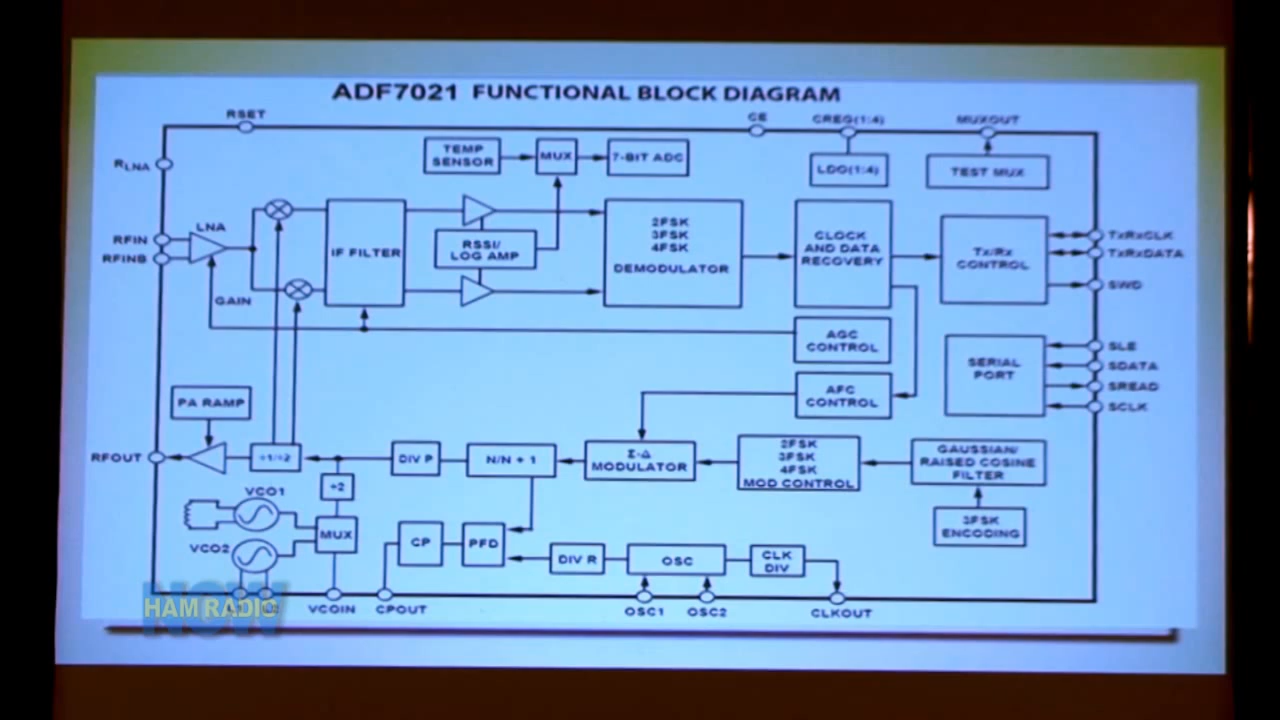 ADF7021 FUNCTIONAL BLOCK DIAGRAM
RSET
CE
CREG(1:4)
MUXOUT
RLNA
TEMP
SENSOR
MUX
7-BIT ADC
LDO(1:4)
TEST MUX
LNA
RFIN
RFINB
GAIN
IF FILTER
RSSI/
LOG AMP
2FSK
3FSK
4FSK
DEMODULATOR
CLOCK
AND DATA
RECOVERY
Tx/Rx
CONTROL
TxRxCLK
TxRxDATA
SWD
AGC
CONTROL
AFC
CONTROL
SERIAL
PORT
SLE
SDATA
SREAD
SCLK
PA RAMP
RFOUT
÷1/÷2
DIV P
N/N + 1
Σ-Δ
MODULATOR
2FSK
3FSK
4FSK
MOD CONTROL
GAUSSIAN/
RAISED COSINE
FILTER
3FSK
ENCODING
÷2
VCO1
VCO2
MUX
CP
PFD
DIV R
OSC
CLK
DIV
VCOIN
CPOUT
OSC1
OSC2
CLKOUT
HAM RADIO
NOW